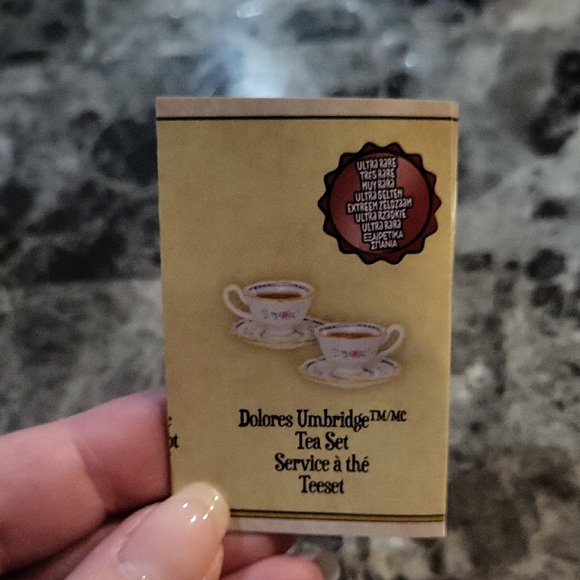 ULTRA RARE
TRÈS RARE
MUY RARA
ULTRA SELTEN
EXTREEM ZELDZAAM
ULTRA RZADKIE
ULTRA RARA
ΕΞΑΙΡΕΤΙΚΑ
ΣΠΑΝΙΑ
Dolores Umbridge™/MC
Tea Set
Service à thé
Teeset